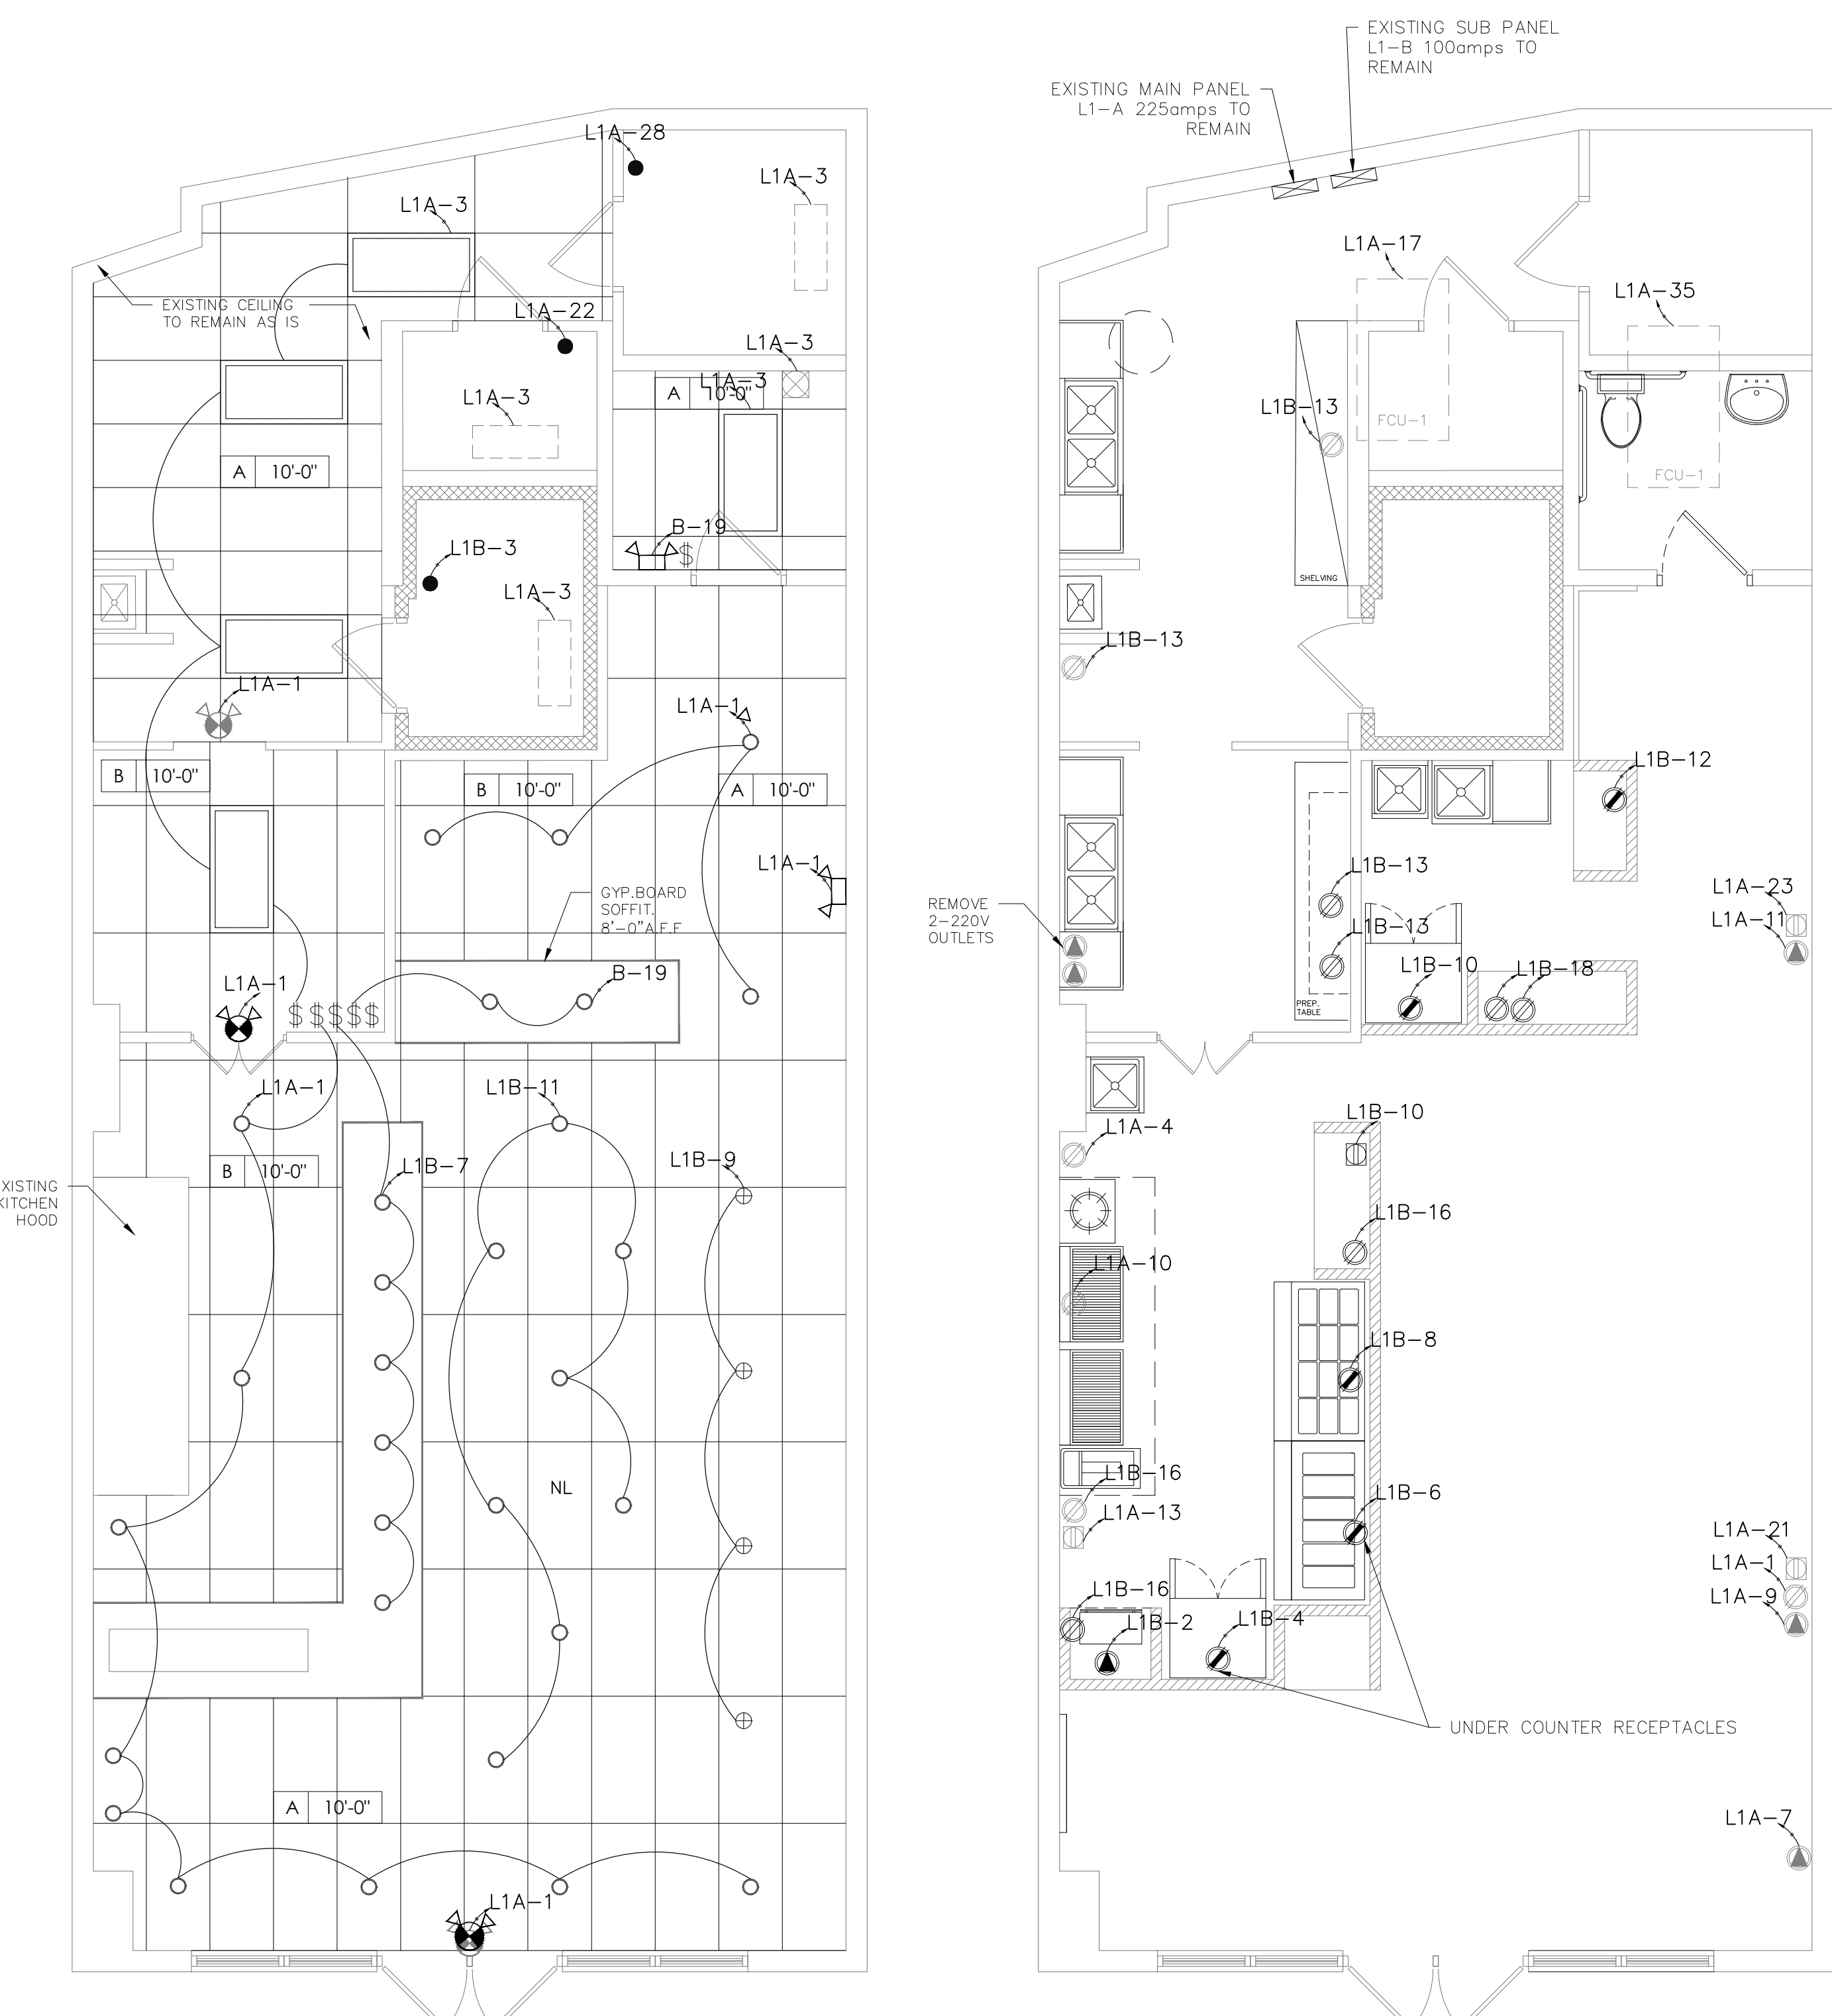 EXISTING SUB PANEL
L1-B 100amps TO
REMAIN
EXISTING MAIN PANEL
L1-A 225amps TO
REMAIN
L1A-28
L1A-3
L1A-3
EXISTING CEILING
TO REMAIN AS IS
L1A-22
L1A-3
L1A-3
A 10'-0"
L1A-3
A 10'-0"
B-19
$
L1B-3
L1A-3
L1A-1
L1A-1
B 10'-0"
B 10'-0"
A 10'-0"
L1A-1
GYP.BOARD
SOFFIT.
8'-0"A.F.F
L1A-1
B-19
$ $ $ $ $
L1A-1
L1B-11
B 10'-0"
L1B-7
L1B-9
XISTING
KITCHEN
HOOD
NL
A 10'-0"
L1A-1
L1A-17
L1A-35
L1B-13
FCU-1
FCU-1
SHELVING
L1B-13
L1B-12
L1B-13
L1A-23
REMOVE
2-220V
OUTLETS
L1A-11
L1B-13
L1B-10
L1B-18
PREP.
TABLE
L1A-4
L1B-10
L1B-16
L1A-10
L1B-8
L1B-16
L1B-6
L1A-13
L1A-21
L1A-1
L1A-9
L1B-16
L1B-2
L1B-4
UNDER COUNTER RECEPTACLES
L1A-7